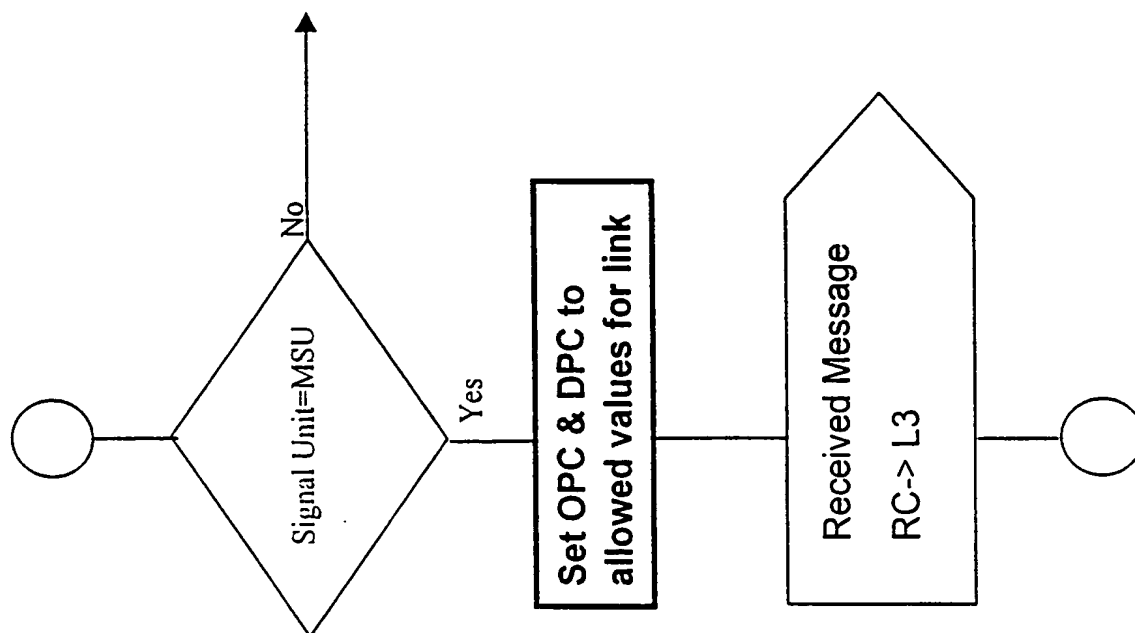 Signal Unit=MSU
No
Yes
Set OPC & DPC to
allowed values for link
Received Message
RC-> L3